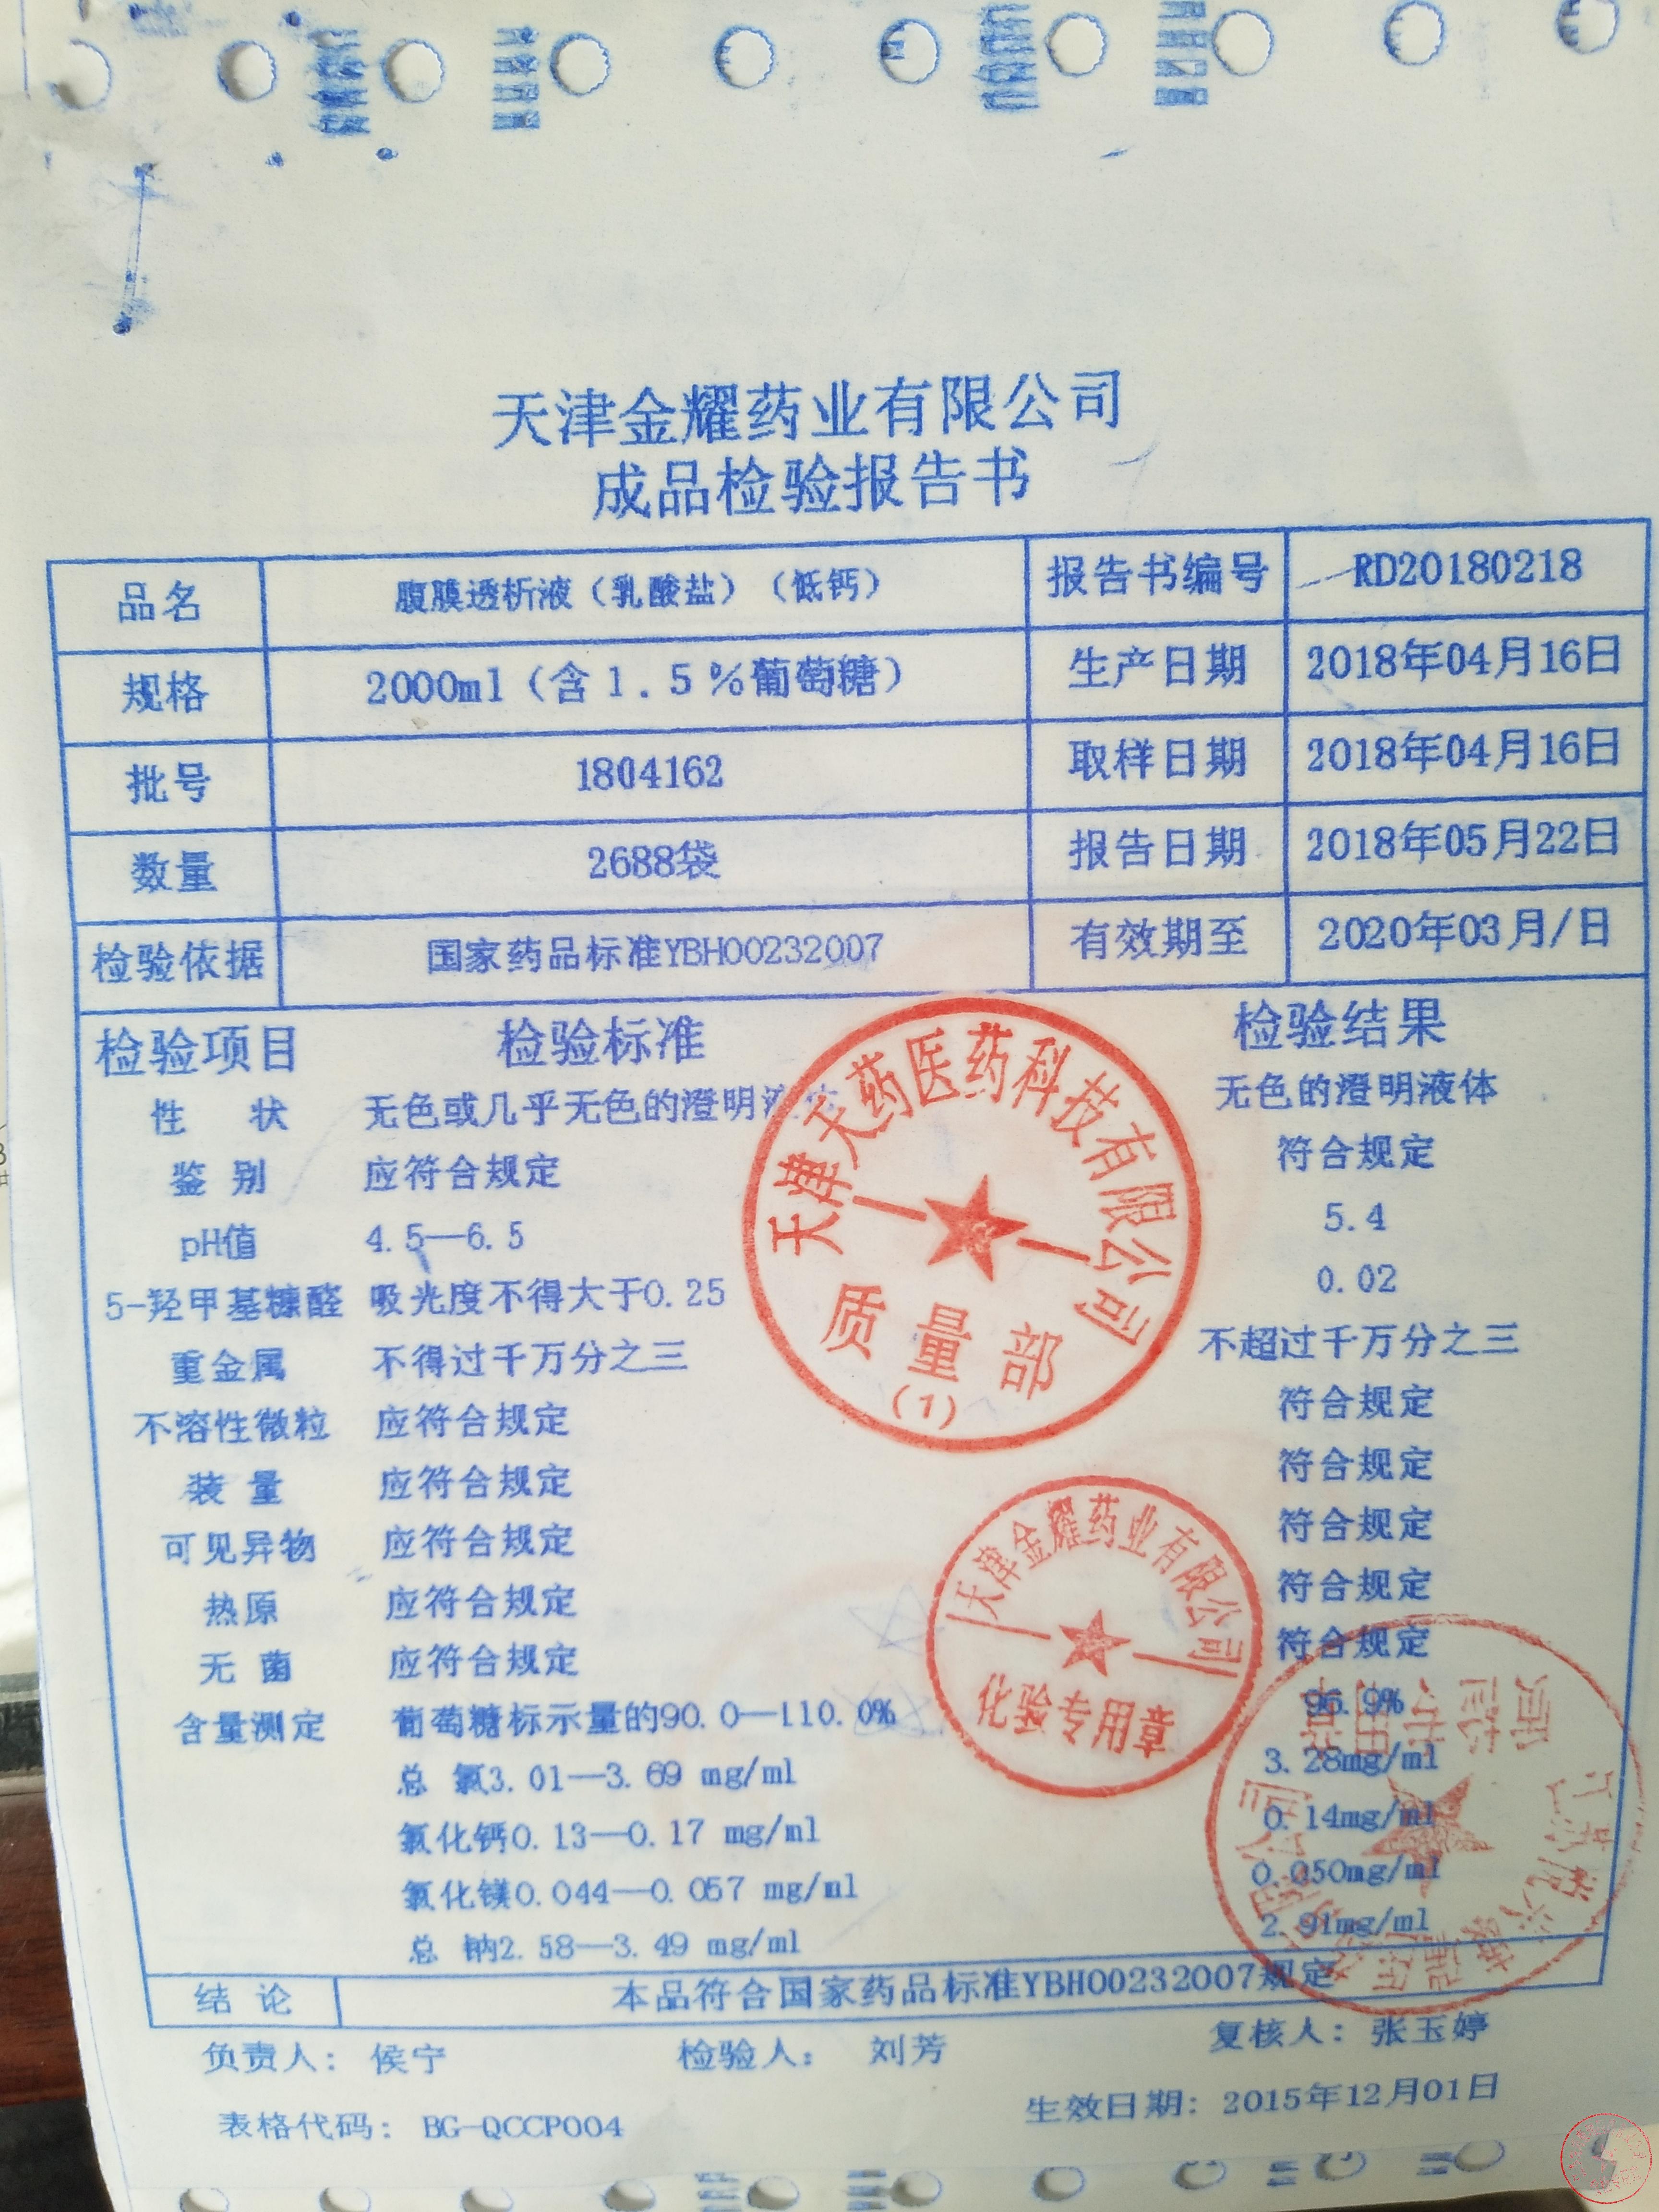 天津金耀药业有限公司
成品检验报告书
品名 腹膜透析液（乳酸盐）（低钙） 报告书编号 RD20180218
规格 2000ml（含1.5%葡萄糖） 生产日期 2018年04月16日
批号 1804162 取样日期 2018年04月16日
数量 2688袋 报告日期 2018年05月22日
检验依据 国家药品标准YBH00232007 有效期至 2020年03月/日
检验项目 检验标准 检验结果
性 状 无色或几乎无色的澄明液 无色的澄明液体
鉴 别 应符合规定 符合规定
pH值 4.5—6.5 5.4
5-羟甲基糠醛 吸光度不得大于0.25 0.02
重金属 不得过千万分之三 不超过千万分之三
不溶性微粒 应符合规定 符合规定
装 量 应符合规定 符合规定
可见异物 应符合规定 符合规定
热原 应符合规定 符合规定
无 菌 应符合规定 符合规定
含量测定 葡萄糖标示量的90.0—110.0% 96.9%
总 氯3.01—3.69 mg/ml 3.28mg/ml
氯化钙0.13—0.17 mg/ml 0.14mg/ml
氯化镁0.044—0.057 mg/ml 0.050mg/ml
总 钠2.58—3.49 mg/ml 2.91mg/ml
结 论 本品符合国家药品标准YBH00232007规定
负责人：侯宁 检验人：刘芳 复核人：张玉婷
表格代码：BG-QCCP004 生效日期：2015年12月01日
天津天药医药科技有限公司
质量部
(1)
天津金耀药业有限公司
化验专用章